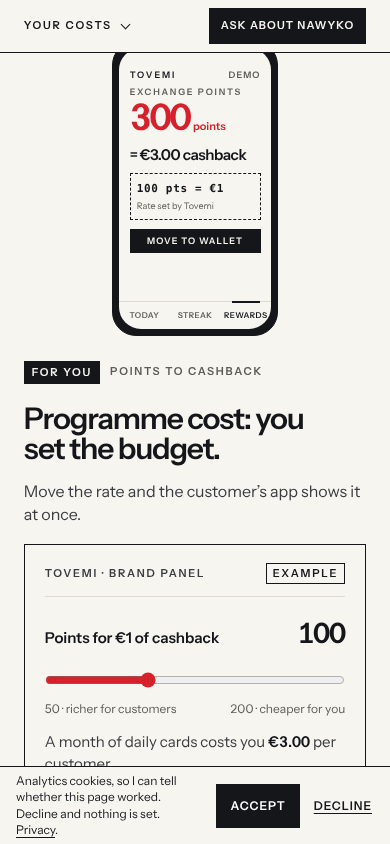 YOUR COSTS
ASK ABOUT NAWYKO
TOVEMI DEMO
EXCHANGE POINTS
300 points
= €3.00 cashback
100 pts = €1
Rate set by Tovemi
MOVE TO WALLET
TODAY STREAK REWARDS
FOR YOU POINTS TO CASHBACK
Programme cost: you
set the budget.
Move the rate and the customer's app shows it
at once.
TOVEMI · BRAND PANEL EXAMPLE
Points for €1 of cashback 100
50 · richer for customers 200 · cheaper for you
A month of daily cards costs you €3.00 per
customer
Analytics cookies, so I can tell
whether this page worked.
Decline and nothing is set.
Privacy.
ACCEPT DECLINE